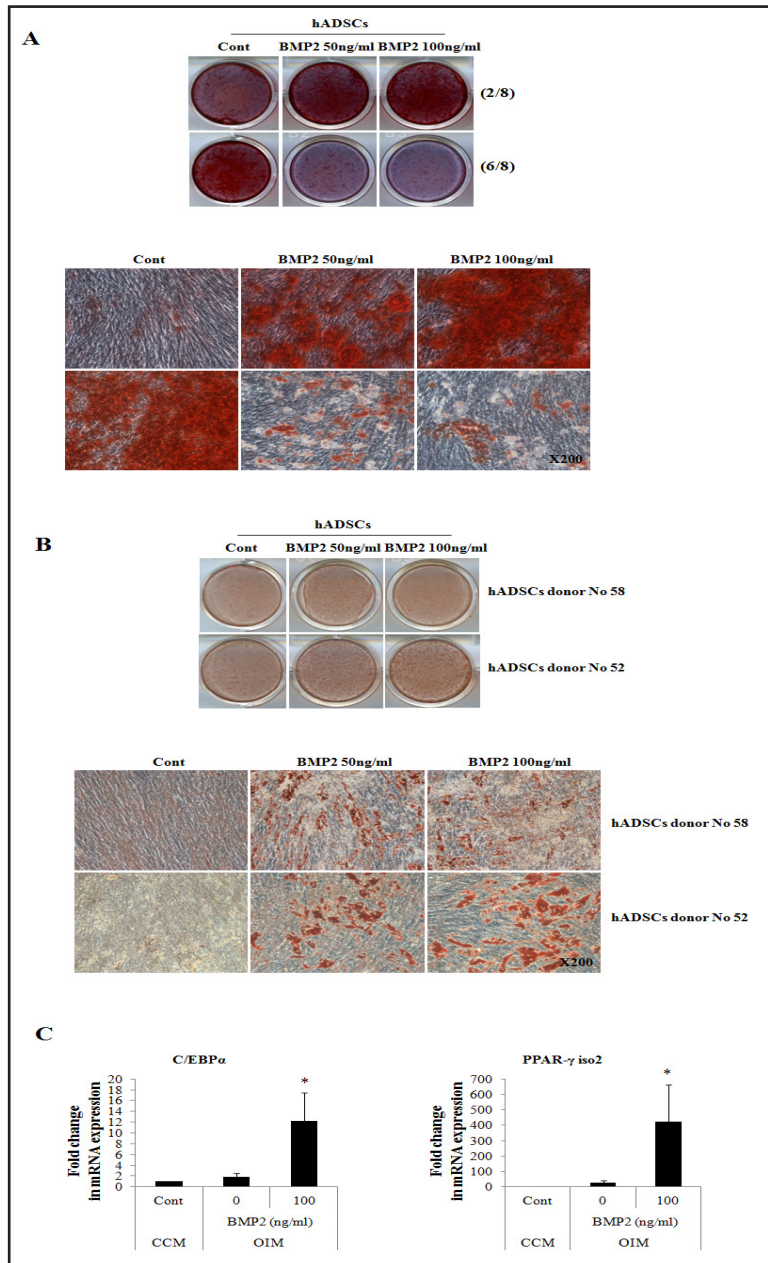 A
hADSCs
Cont BMP2 50ng/ml BMP2 100ng/ml
(2/8)
(6/8)
Cont BMP2 50ng/ml BMP2 100ng/ml
X200
B
hADSCs
Cont BMP2 50ng/ml BMP2 100ng/ml
hADSCs donor No 58
hADSCs donor No 52
Cont BMP2 50ng/ml BMP2 100ng/ml
hADSCs donor No 58
hADSCs donor No 52
X200
C
C/EBPα
Fold change
in mRNA expression
20
18
16
14
12
10
8
6
4
2
0
*
Cont 0 100
BMP2 (ng/ml)
CCM OIM
PPAR-γ iso2
Fold change
in mRNA expression
700
600
500
400
300
200
100
0
*
Cont 0 100
BMP2 (ng/ml)
CCM OIM